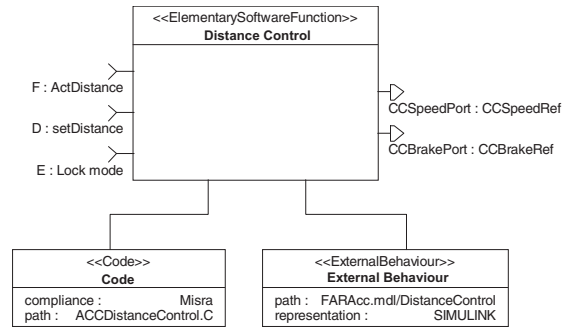 <<ElementarySoftwareFunction>>
Distance Control
F : ActDistance
D : setDistance
E : Lock mode
CCSpeedPort : CCSpeedRef
CCBrakePort : CCBrakeRef
<<Code>>
Code
compliance : Misra
path : ACCDistanceControl.C
<<ExternalBehaviour>>
External Behaviour
path : FARAcc.mdl/DistanceControl
representation : SIMULINK